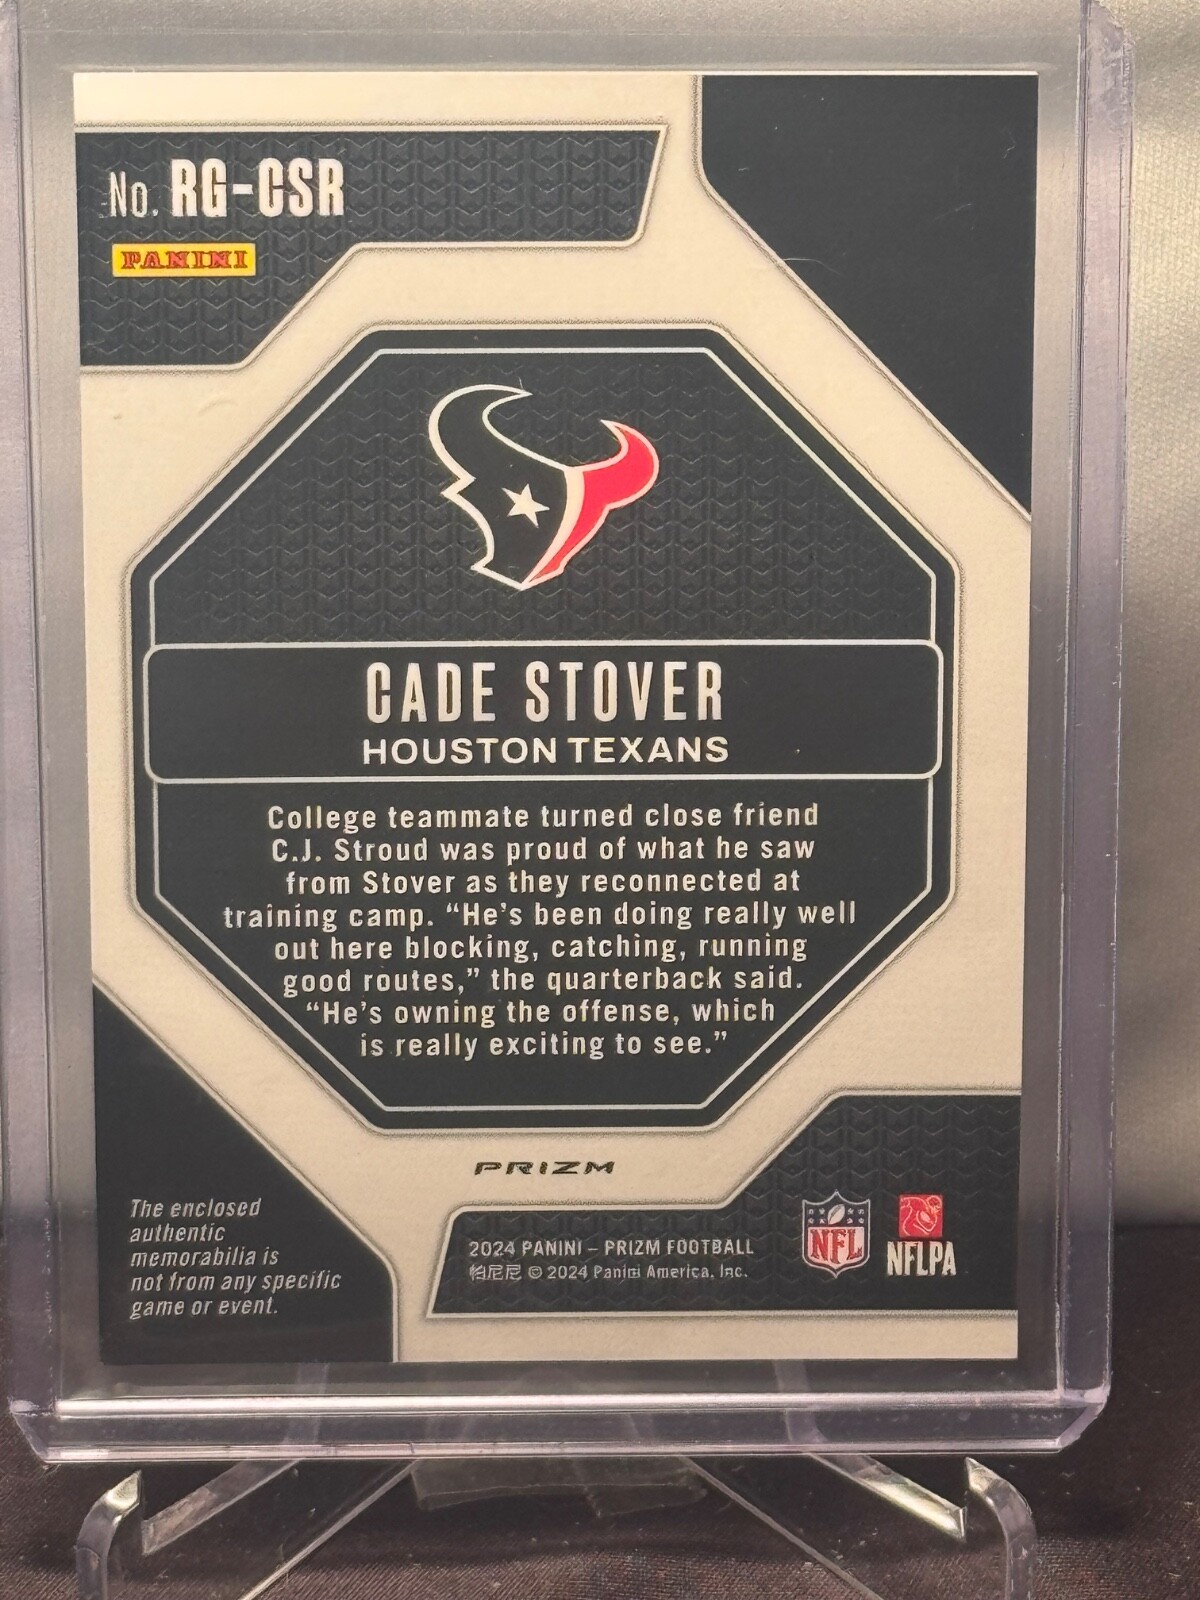 No. RG-CSR
PANINI
CADE STOVER
HOUSTON TEXANS
College teammate turned close friend
C.J. Stroud was proud of what he saw
from Stover as they reconnected at
training camp. “He’s been doing really well
out here blocking, catching, running
good routes,” the quarterback said.
“He’s owning the offense, which
is really exciting to see.”
PRIZM
The enclosed
authentic
memorabilia is
not from any specific
game or event.
2024 PANINI – PRIZM FOOTBALL
帕尼尼 © 2024 Panini America, Inc.
NFL
NFLPA